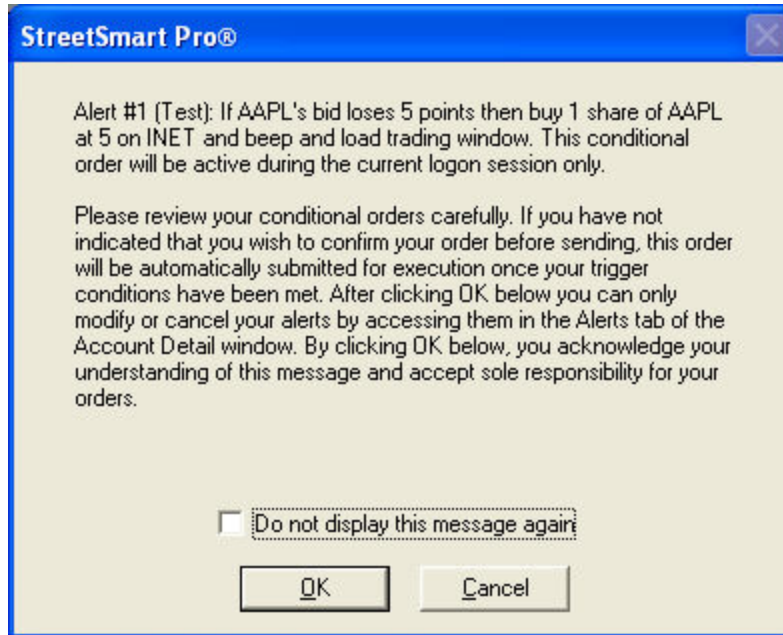 StreetSmart Pro®
Alert #1 (Test): If AAPL's bid loses 5 points then buy 1 share of AAPL
at 5 on INET and beep and load trading window. This conditional
order will be active during the current logon session only.
Please review your conditional orders carefully. If you have not
indicated that you wish to confirm your order before sending, this order
will be automatically submitted for execution once your trigger
conditions have been met. After clicking OK below you can only
modify or cancel your alerts by accessing them in the Alerts tab of the
Account Detail window. By clicking OK below, you acknowledge your
understanding of this message and accept sole responsibility for your
orders.
Do not display this message again
OK
Cancel